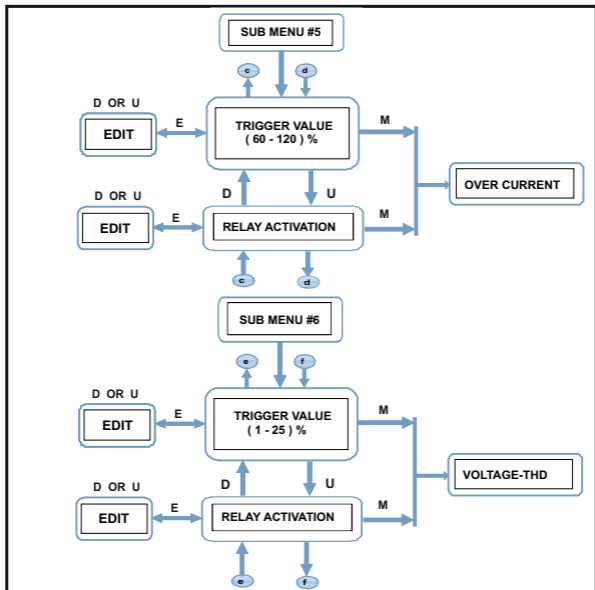 SUB MENU #5
c
d
D OR U
E
M
EDIT
TRIGGER VALUE
( 60 - 120 ) %
D
U
OVER CURRENT
D OR U
E
M
EDIT
RELAY ACTIVATION
c
d
SUB MENU #6
e
f
D OR U
E
M
EDIT
TRIGGER VALUE
( 1 - 25 ) %
D
U
VOLTAGE-THD
D OR U
E
M
EDIT
RELAY ACTIVATION
e
f